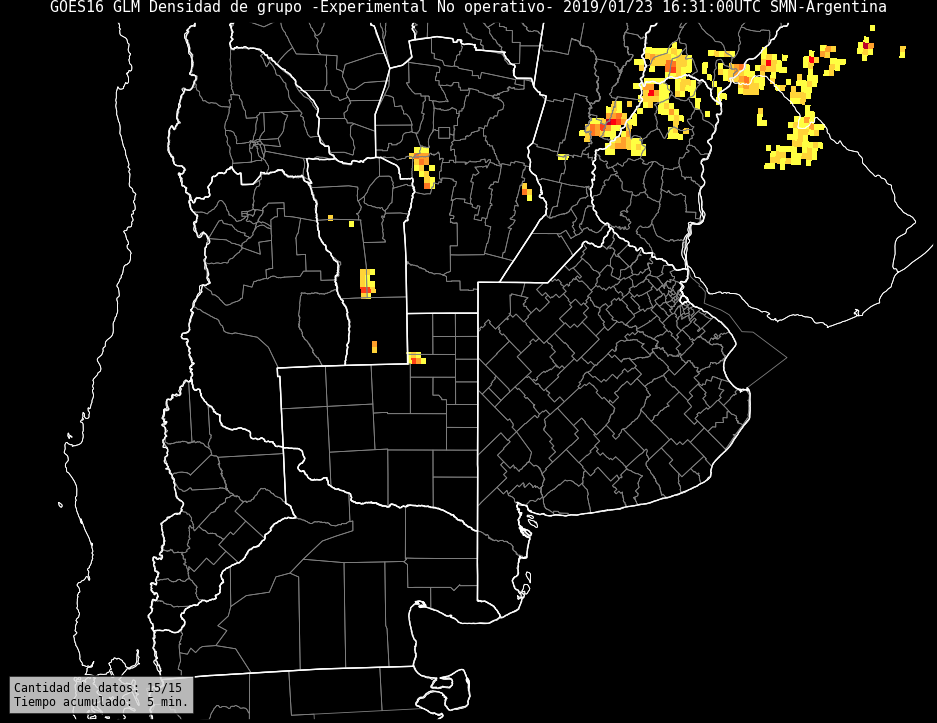 GOES16 GLM Densidad de grupo -Experimental No operativo- 2019/01/23 16:31:00UTC SMN-Argentina
Cantidad de datos: 15/15
Tiempo acumulado:  5 min.